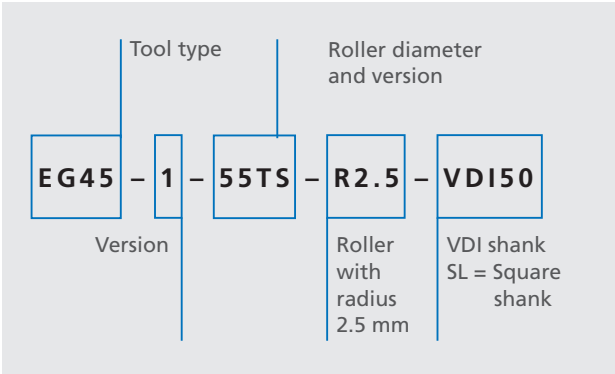 Tool type
Roller diameter
and version
EG45 – 1 – 55TS – R2.5 – VDI50
Version
Roller
with
radius
2.5 mm
VDI shank
SL = Square
shank